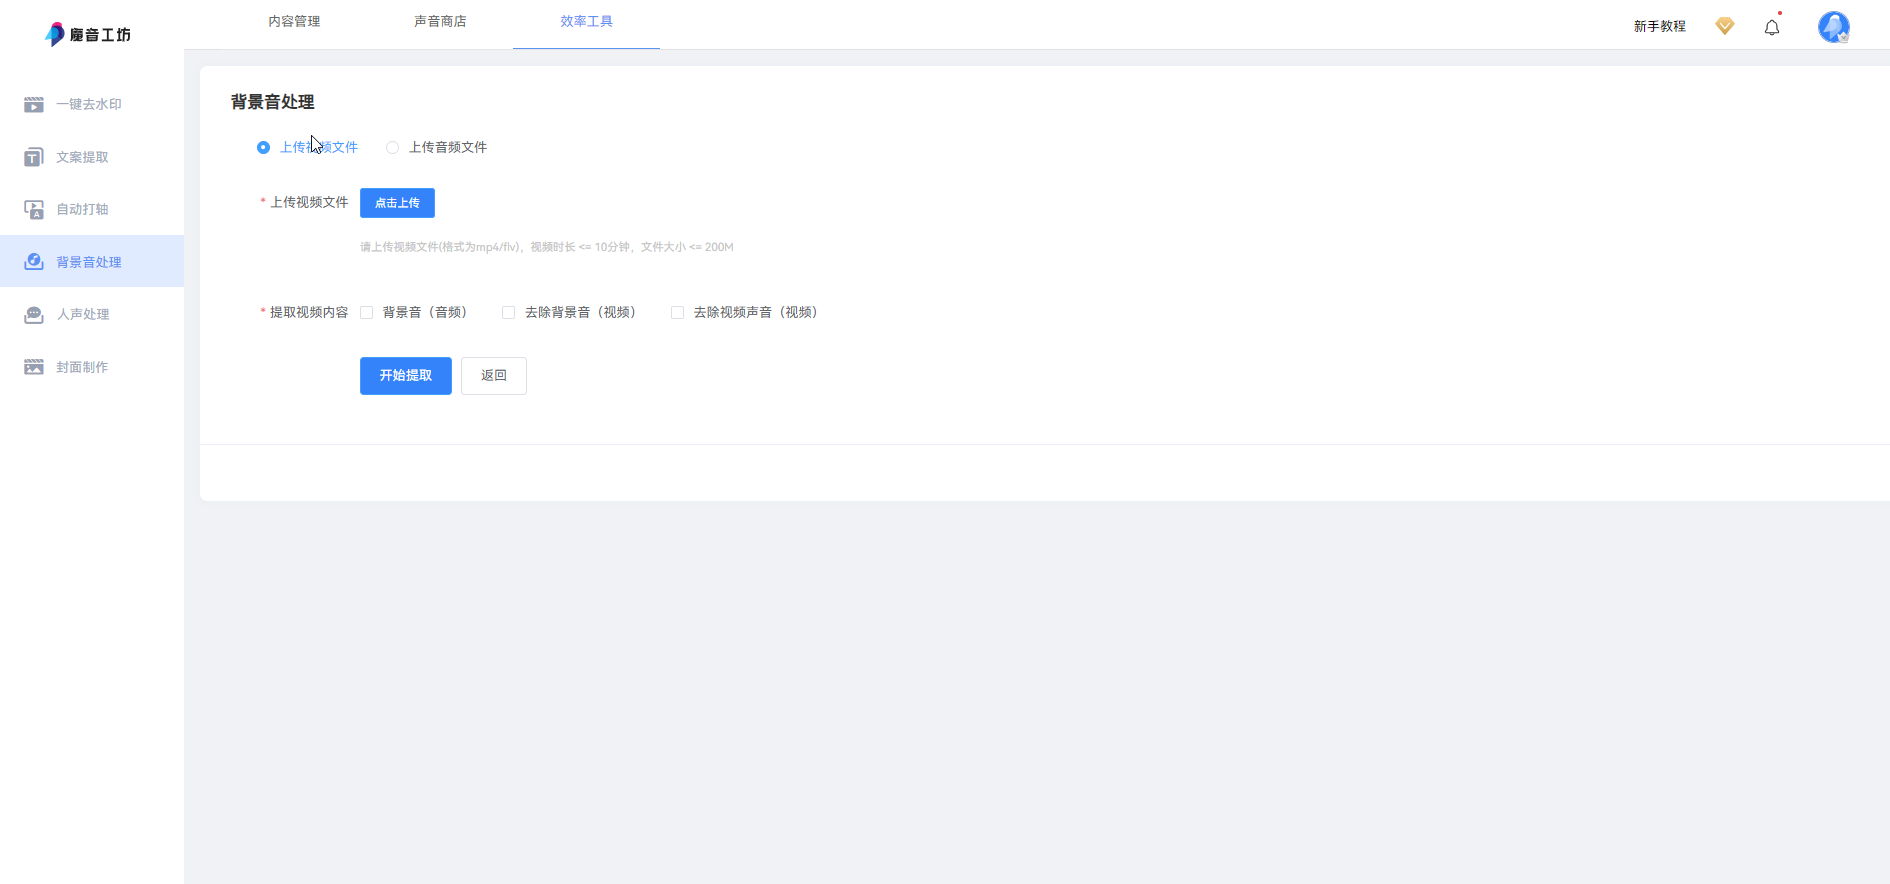 魔音工坊
内容管理
声音商店
效率工具
新手教程
一键去水印
文案提取
自动打轴
背景音处理
人声处理
封面制作
背景音处理
上传视频文件
上传音频文件
* 上传视频文件
点击上传
请上传视频文件(格式为mp4/flv)，视频时长 <= 10分钟，文件大小 <= 200M
* 提取视频内容
背景音（音频）
去除背景音（视频）
去除视频声音（视频）
开始提取
返回